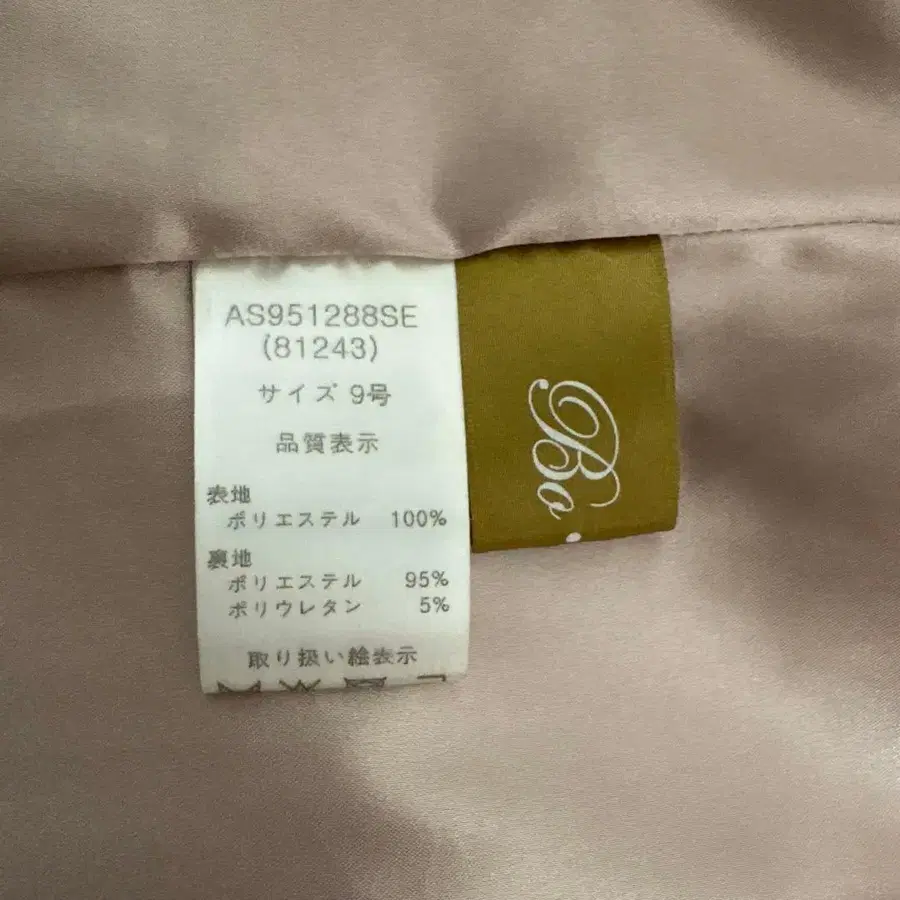 AS951288SE
(81243)
サイズ 9号
品質表示
表地
ポリエステル 100%
裏地
ポリエステル 95%
ポリウレタン 5%
取り扱い絵表示
Bo